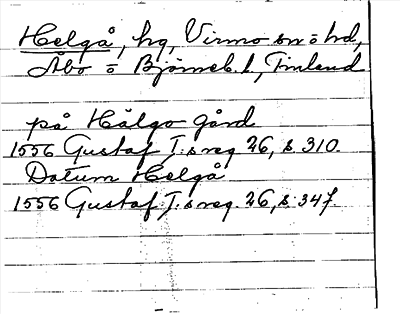 Helgå, hg, Virmo sn o hd,
Åbo o Björneb. l., Finland
på Hälgo gård
1556 Gustaf I:s reg. 26, s. 310.
Datum Helgå
1556 Gustaf I:s reg. 26, s. 347.